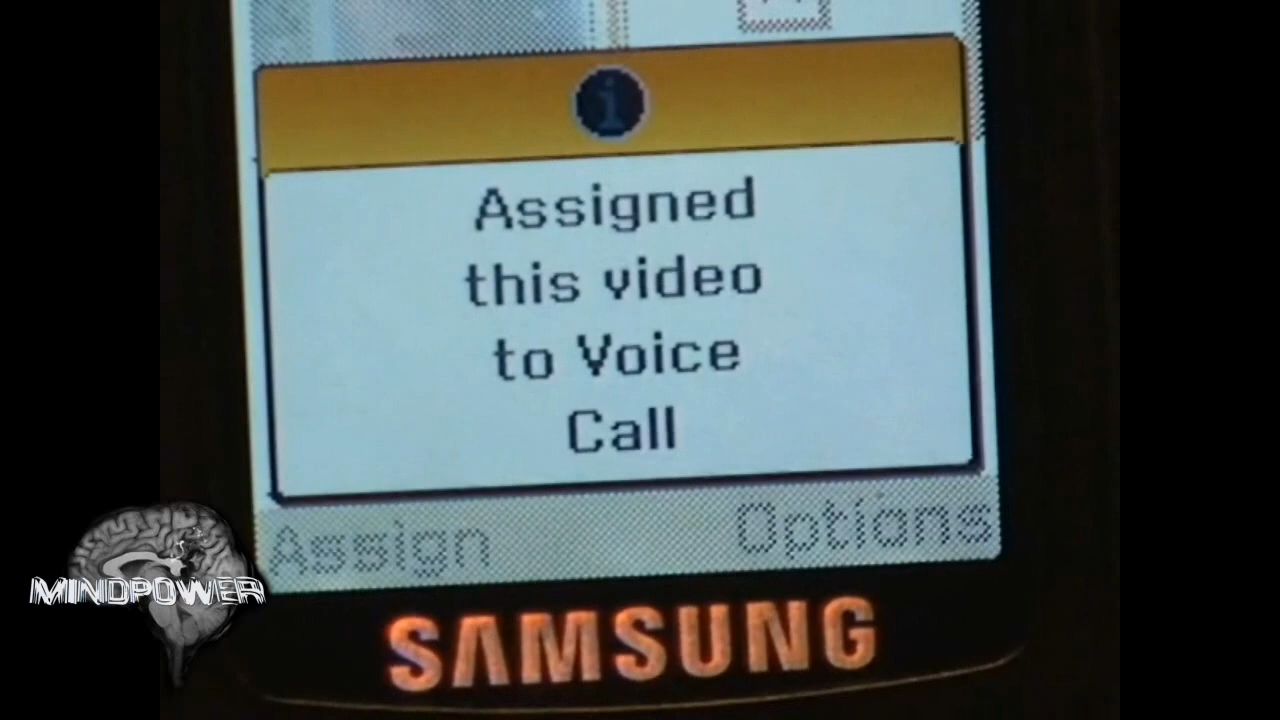 i
Assigned
this video
to Voice
Call
Assign Options
MINDPOWER
SAMSUNG